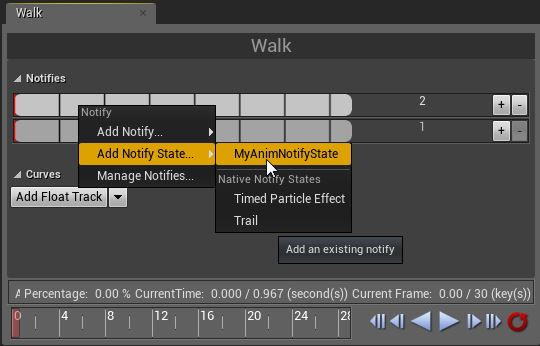 Walk
Walk
Notifies
2 + -
Notify
1 + -
Add Notify...
Add Notify State...
MyAnimNotifyState
Manage Notifies...
Native Notify States
Curves
Timed Particle Effect
Add Float Track
Trail
Add an existing notify
Percentage: 0.00 % CurrentTime: 0.000 / 0.967 (second(s)) Current Frame: 0.00 / 30 (key(s))
0 4 8 12 16 20 24 28